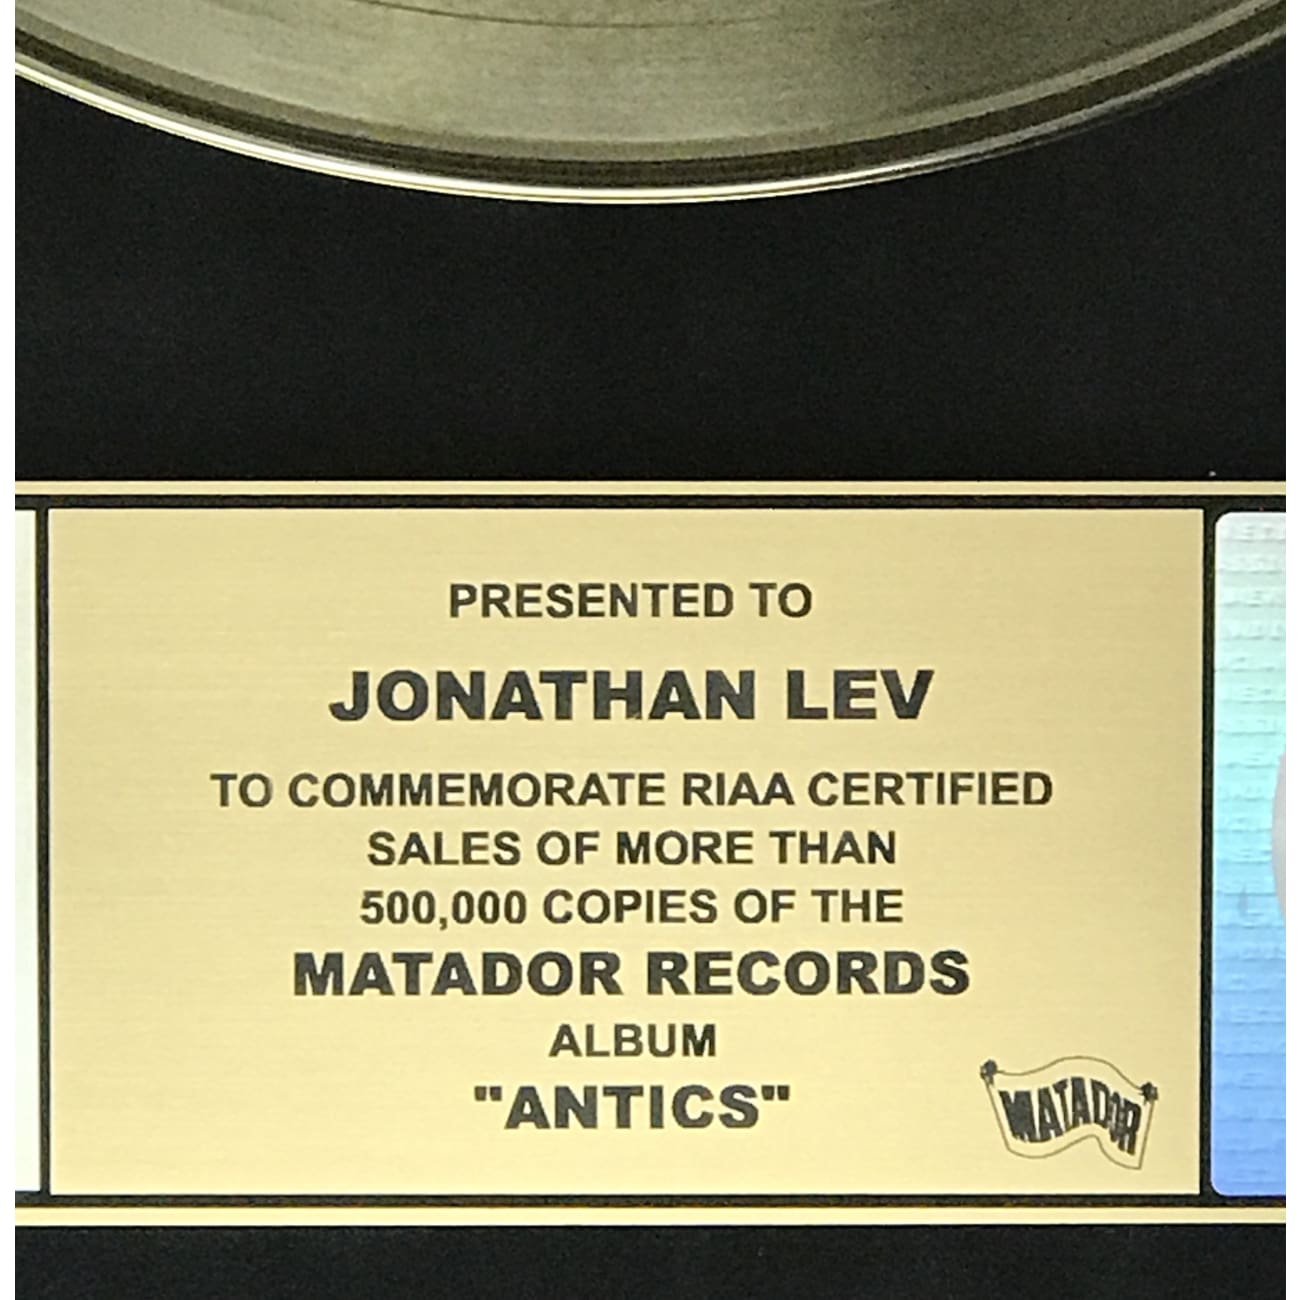 PRESENTED TO
JONATHAN LEV
TO COMMEMORATE RIAA CERTIFIED
SALES OF MORE THAN
500,000 COPIES OF THE
MATADOR RECORDS
ALBUM
"ANTICS"
MATADOR